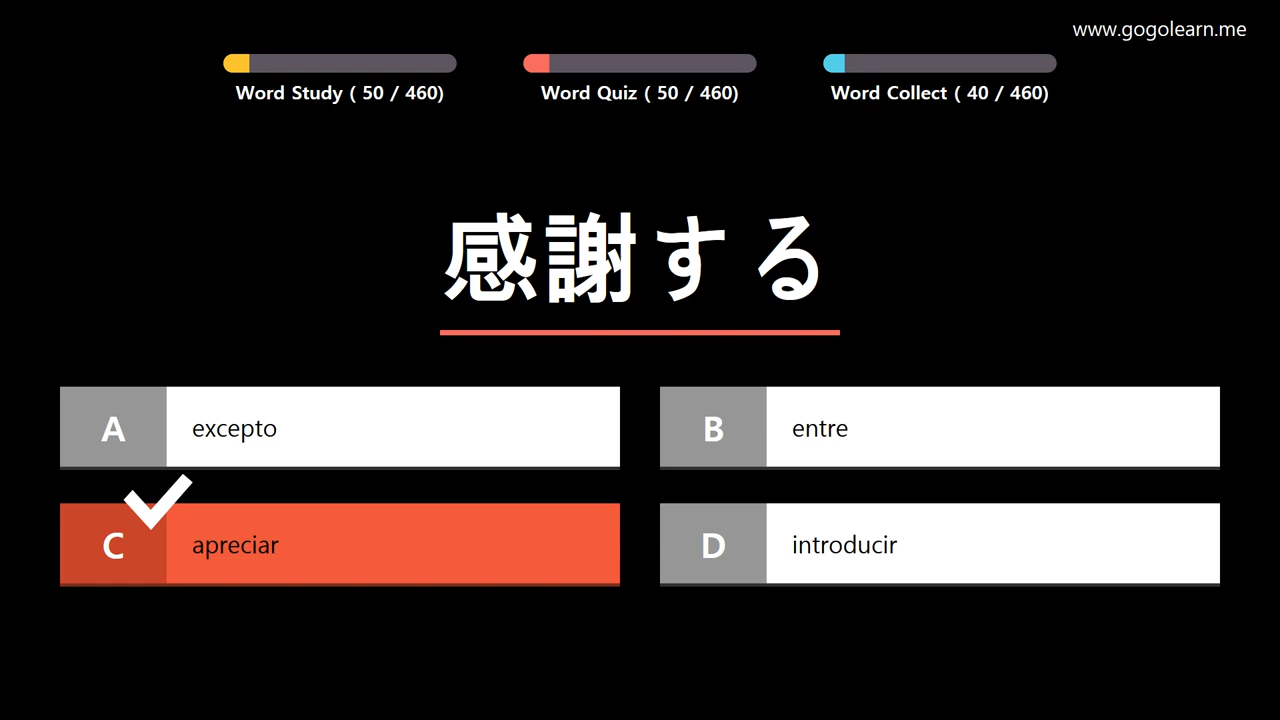 www.gogolearn.me
Word Study ( 50 / 460)
Word Quiz ( 50 / 460)
Word Collect ( 40 / 460)
感謝する
A excepto
B entre
C apreciar
D introducir